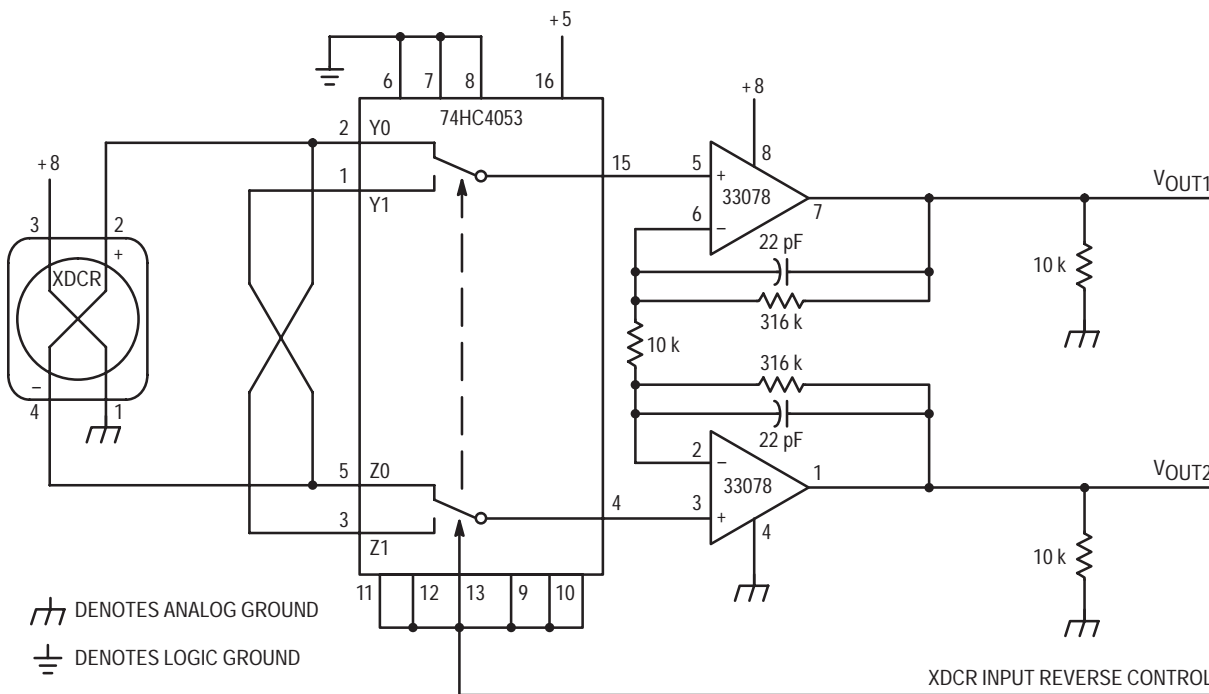 +5
6
7
8
16
74HC4053
+8
2
Y0
8
+8
1
15
5
+
33078
7
VOUT1
Y1
6
−
3
2
+
22 pF
XDCR
10 k
316 k
10 k
316 k
−
4
1
22 pF
2
−
5
Z0
33078
1
VOUT2
4
3
+
3
4
Z1
10 k
11
12
13
9
10
DENOTES ANALOG GROUND
DENOTES LOGIC GROUND
XDCR INPUT REVERSE CONTROL